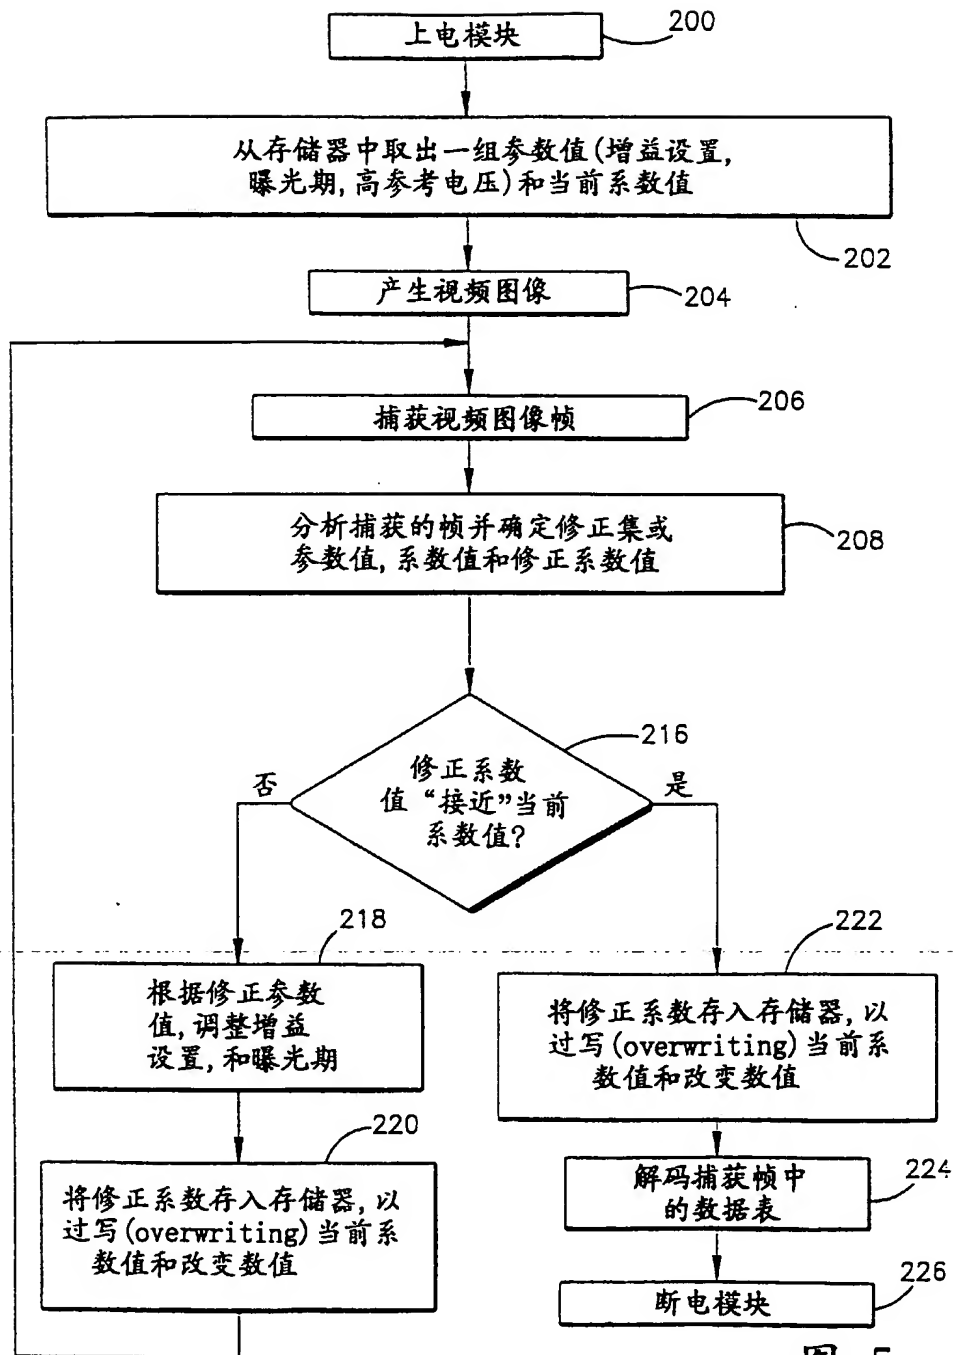 上电模块
200
从存储器中取出一组参数值(增益设置,
曝光期,高参考电压)和当前系数值
202
产生视频图像
204
捕获视频图像帧
206
分析捕获的帧并确定修正集或
参数值,系数值和修正系数值
208
修正系数
值“接近”当前
系数值?
216
否
是
218
根据修正参数
值,调整增益
设置,和曝光期
222
将修正系数存入存储器,以
过写(overwriting)当前系
数值和改变数值
220
将修正系数存入存储器,以
过写(overwriting)当前系
数值和改变数值
解码捕获帧中
的数据表
224
断电模块
226